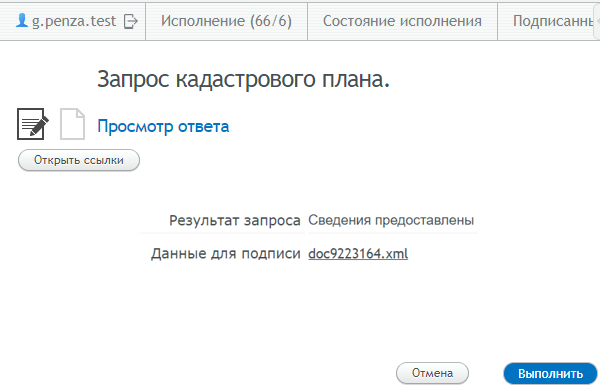 g.penza.test Исполнение (66/6) Состояние исполнения
Запрос кадастрового плана.
Просмотр ответа
Открыть ссылки
Результат запроса Сведения предоставлены
Данные для подписи doc9223164.xml
Отмена Выполнить